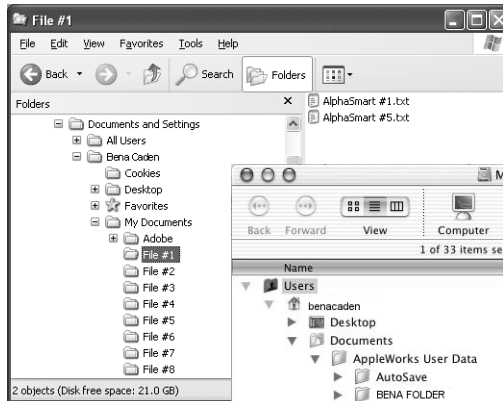 File #1
File Edit View Favorites Tools Help
Back Search Folders
Folders
AlphaSmart #1.txt
AlphaSmart #5.txt
Documents and Settings
All Users
Bena Caden
Cookies
Desktop
Favorites
My Documents
Adobe
File #1
File #2
File #3
File #4
File #5
File #6
File #7
File #8
2 objects (Disk free space: 21.0 GB)
M
Back Forward View Computer
1 of 33 items se
Name
Users
benacaden
Desktop
Documents
AppleWorks User Data
AutoSave
BENA FOLDER